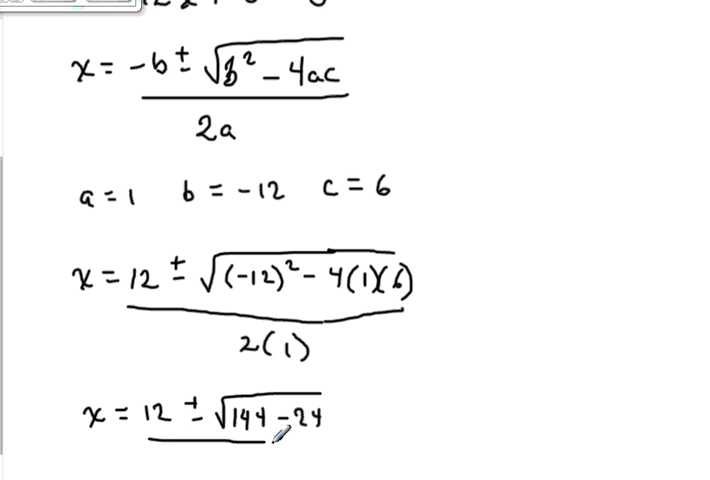 x = -b ± √b² - 4ac
2a
a = 1 b = -12 c = 6
x = 12 ± √(-12)² - 4(1)(6)
2(1)
x = 12 ± √144 - 24